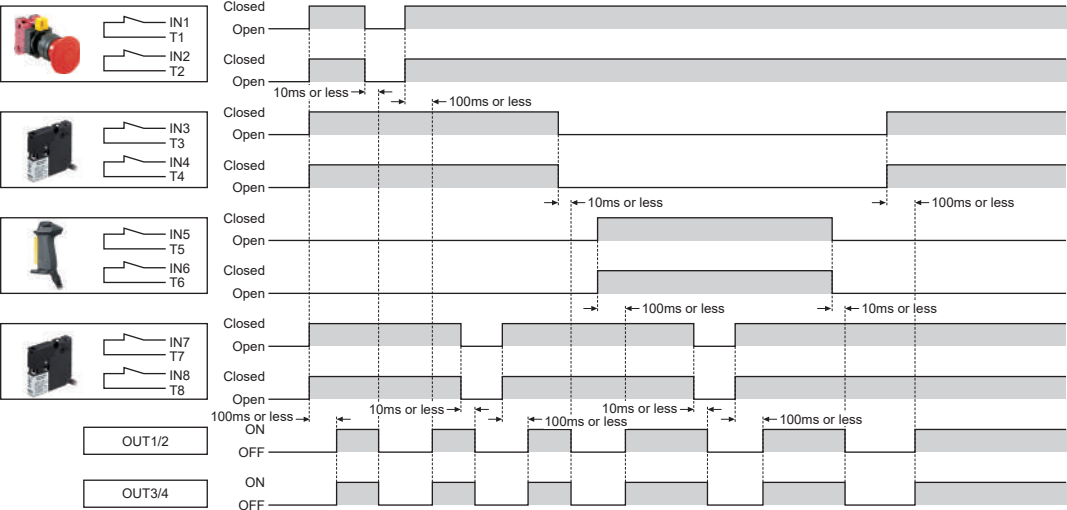 Closed
IN1
Open
T1
Closed
IN2
T2
Open
10ms or less
100ms or less
Closed
IN3
Open
T3
Closed
IN4
T4
Open
10ms or less
100ms or less
Closed
IN5
Open
T5
Closed
IN6
T6
Open
100ms or less
10ms or less
Closed
IN7
Open
T7
Closed
IN8
T8
Open
100ms or less
10ms or less
100ms or less
10ms or less
100ms or less
ON
OUT1/2
OFF
ON
OUT3/4
OFF